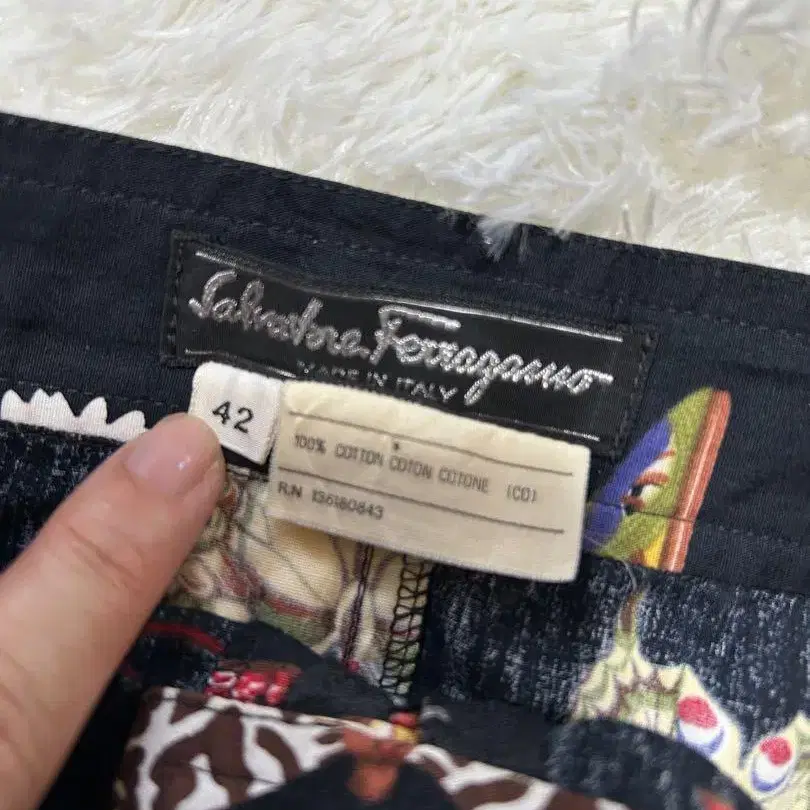 Salvatore Ferragamo
MADE IN ITALY
42
100% COTTON COTON COTONE (CO)
R.N 136180843